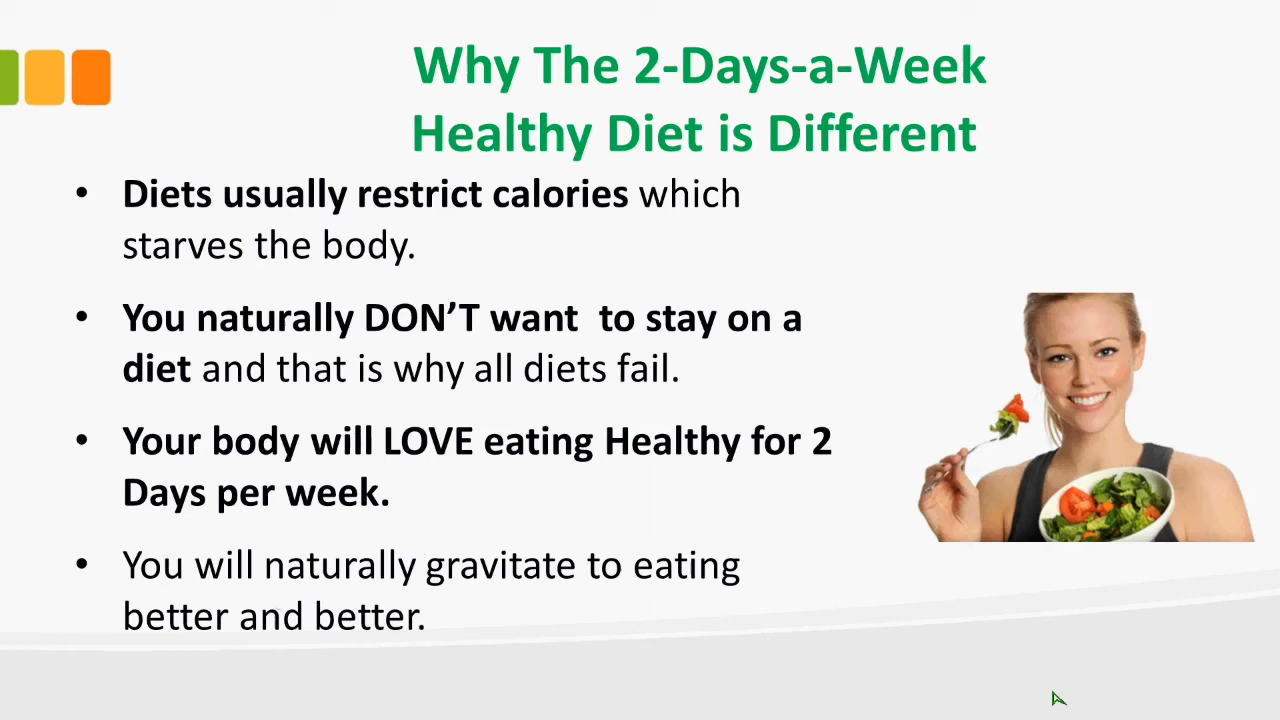 Why The 2-Days-a-Week
Healthy Diet is Different
• Diets usually restrict calories which
starves the body.
• You naturally DON’T want  to stay on a
diet and that is why all diets fail.
• Your body will LOVE eating Healthy for 2
Days per week.
• You will naturally gravitate to eating
better and better.